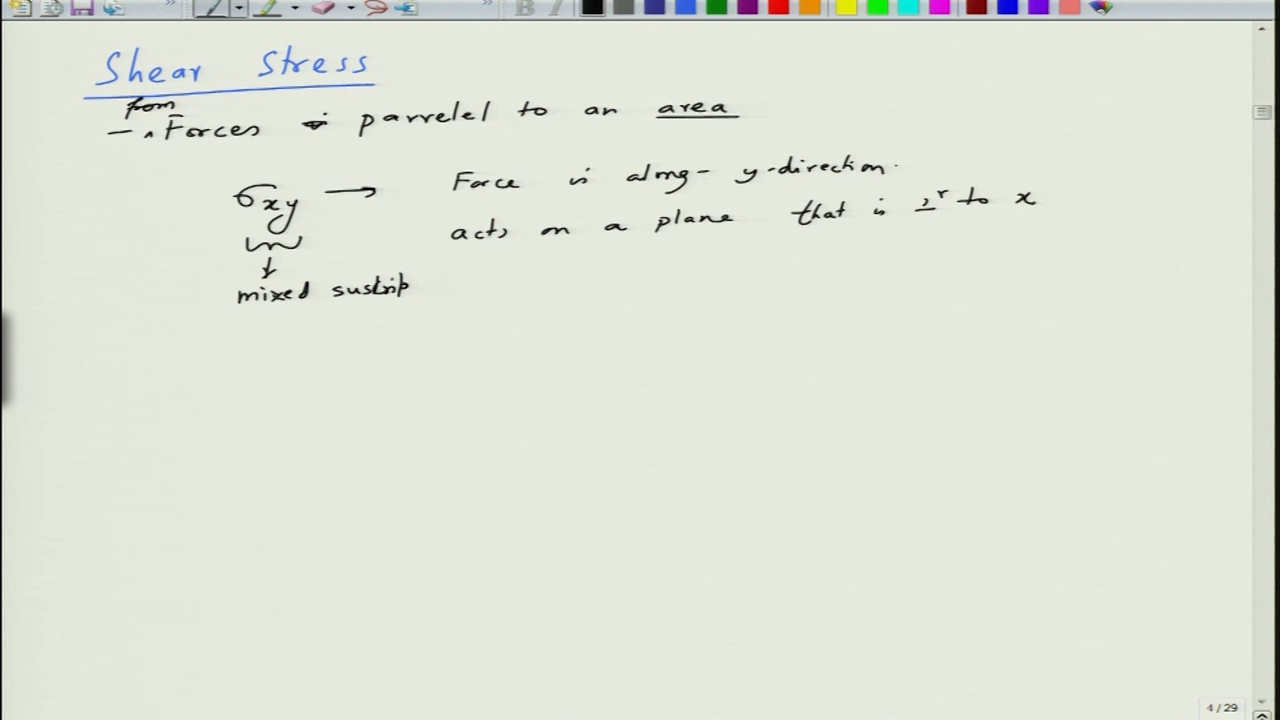 Shear Stress
from
– ^ Forces parrelel to an area
σxy → Force is along y-direction.
acts on a plane that is ⊥r to x
mixed sustrip
4 / 29